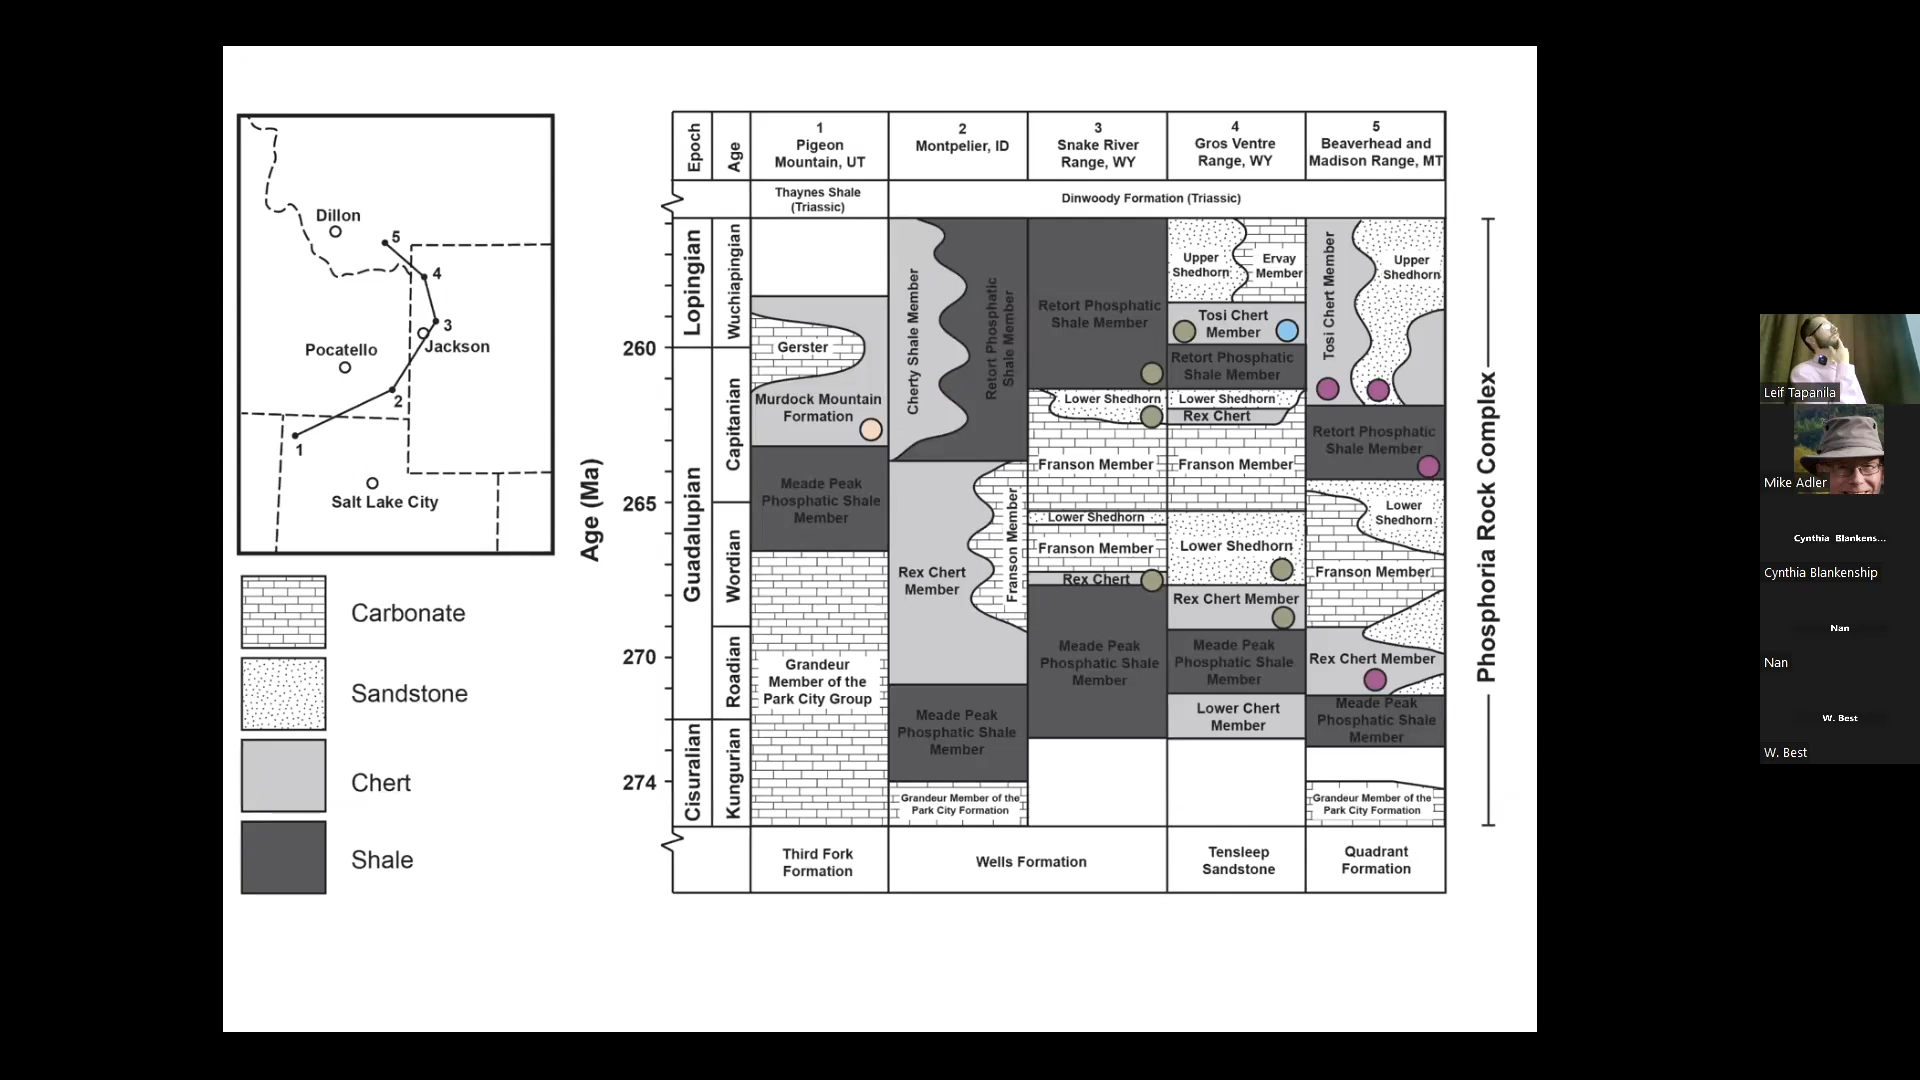 Dillon
5
4
3
Jackson
Pocatello
2
1
Salt Lake City
Carbonate
Sandstone
Chert
Shale
Age (Ma)
260
265
270
274
Epoch
Age
1
Pigeon
Mountain, UT
2
Montpelier, ID
3
Snake River
Range, WY
4
Gros Ventre
Range, WY
5
Beaverhead and
Madison Range, MT
Thaynes Shale
(Triassic)
Dinwoody Formation (Triassic)
Lopingian
Guadalupian
Cisuralian
Wuchiapingian
Capitanian
Wordian
Roadian
Kungurian
Gerster
Murdock Mountain
Formation
Meade Peak
Phosphatic Shale
Member
Grandeur
Member of the
Park City Group
Cherty Shale Member
Retort Phosphatic
Shale Member
Rex Chert
Member
Franson Member
Meade Peak
Phosphatic Shale
Member
Grandeur Member of the
Park City Formation
Retort Phosphatic
Shale Member
Lower Shedhorn
Franson Member
Lower Shedhorn
Franson Member
Rex Chert
Meade Peak
Phosphatic Shale
Member
Upper
Shedhorn
Ervay
Member
Tosi Chert
Member
Retort Phosphatic
Shale Member
Lower Shedhorn
Rex Chert
Franson Member
Lower Shedhorn
Rex Chert Member
Meade Peak
Phosphatic Shale
Member
Lower Chert
Member
Tosi Chert Member
Upper
Shedhorn
Retort Phosphatic
Shale Member
Lower
Shedhorn
Franson Member
Rex Chert Member
Meade Peak
Phosphatic Shale
Member
Grandeur Member of the
Park City Formation
Third Fork
Formation
Wells Formation
Tensleep
Sandstone
Quadrant
Formation
Phosphoria Rock Complex
Leif Tapanila
Mike Adler
Cynthia Blankens...
Cynthia Blankenship
Nan
Nan
W. Best
W. Best